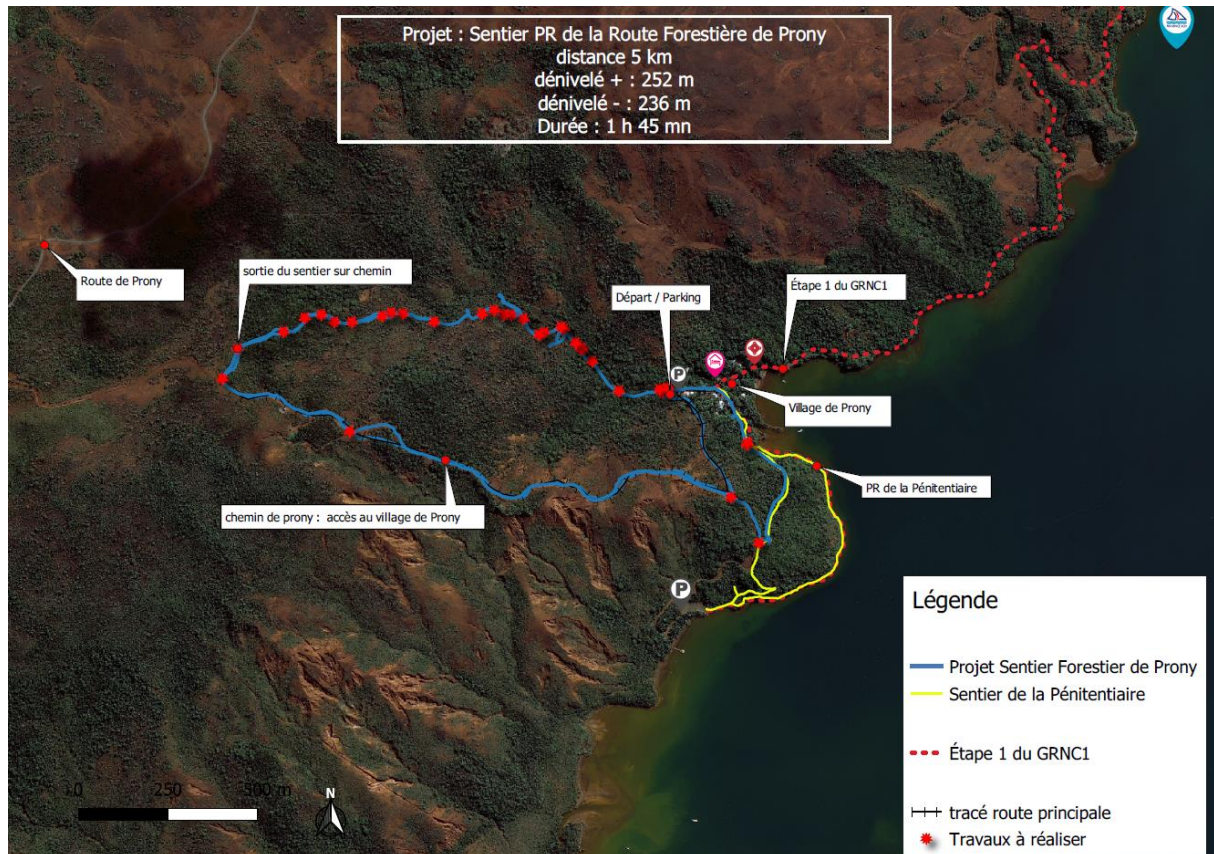 Projet : Sentier PR de la Route Forestière de Prony
distance 5 km
dénivelé + : 252 m
dénivelé - : 236 m
Durée : 1 h 45 mn
Route de Prony
sortie du sentier sur chemin
Départ / Parking
Étape 1 du GRNC1
P
Village de Prony
PR de la Pénitentiaire
chemin de prony : accès au village de Prony
P
Légende
Projet Sentier Forestier de Prony
Sentier de la Pénitentiaire
Étape 1 du GRNC1
tracé route principale
Travaux à réaliser
0 250 500 m
N